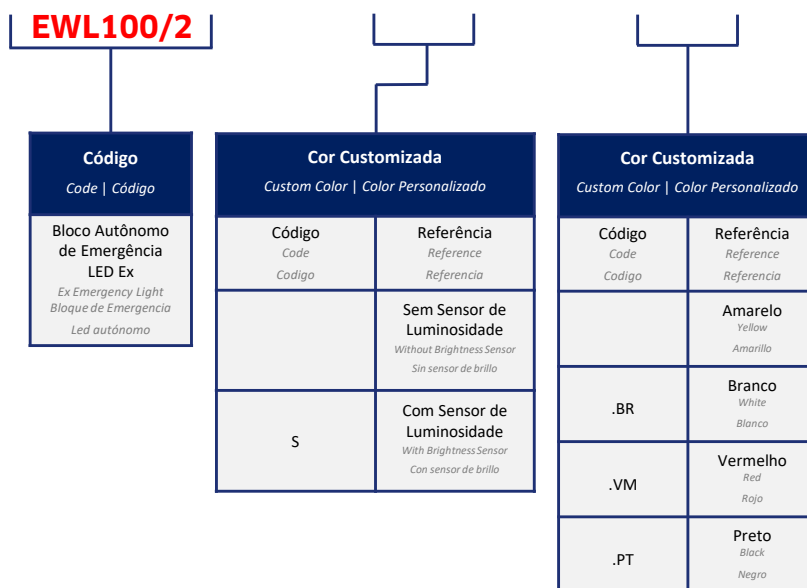 EWL100/2
Código
Code | Código
Bloco Autônomo
de Emergência
LED Ex
Ex Emergency Light
Bloque de Emergencia
Led autónomo
Cor Customizada
Custom Color | Color Personalizado
Código
Code
Codigo
Referência
Reference
Referencia
Sem Sensor de
Luminosidade
Without Brightness Sensor
Sin sensor de brillo
S
Com Sensor de
Luminosidade
With Brightness Sensor
Con sensor de brillo
Cor Customizada
Custom Color | Color Personalizado
Código
Code
Codigo
Referência
Reference
Referencia
Amarelo
Yellow
Amarillo
.BR
Branco
White
Blanco
.VM
Vermelho
Red
Rojo
.PT
Preto
Black
Negro